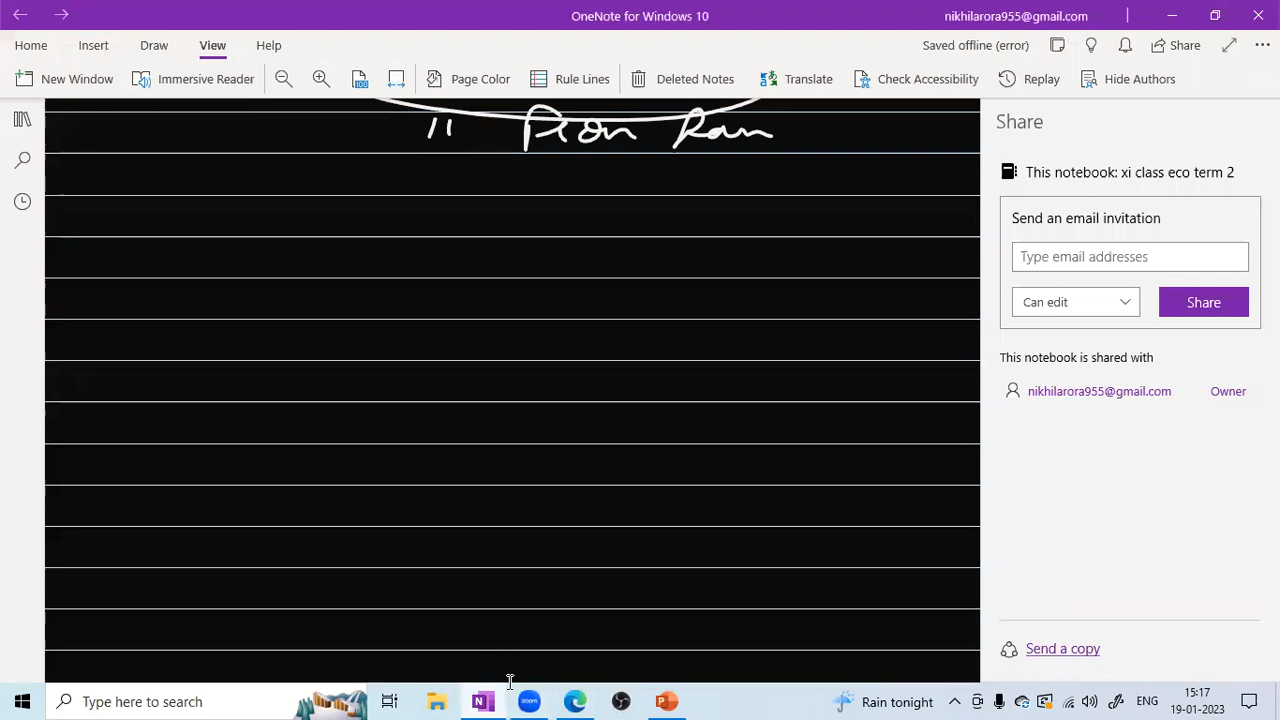 OneNote for Windows 10
nikhilarora955@gmail.com
Home Insert Draw View Help
Saved offline (error) Share
New Window Immersive Reader Page Color Rule Lines Deleted Notes Translate Check Accessibility Replay Hide Authors
100
"
Share
This notebook: xi class eco term 2
Send an email invitation
Type email addresses
Can edit Share
This notebook is shared with
nikhilarora955@gmail.com Owner
Send a copy
Type here to search
N zoom
Rain tonight
ENG
15:17
19-01-2023